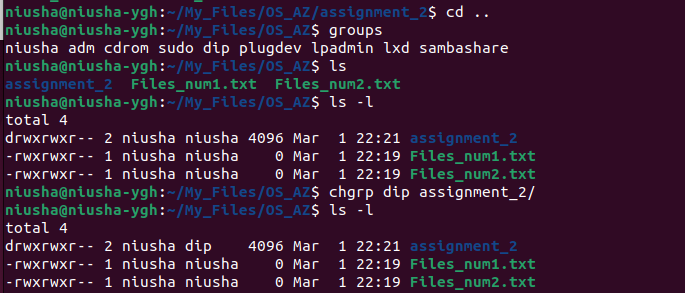 niusha@niusha-ygh:~/My_Files/OS_AZ/assignment_2$ cd ..
niusha@niusha-ygh:~/My_Files/OS_AZ$ groups
niusha adm cdrom sudo dip plugdev lpadmin lxd sambashare
niusha@niusha-ygh:~/My_Files/OS_AZ$ ls
assignment_2  Files_num1.txt  Files_num2.txt
niusha@niusha-ygh:~/My_Files/OS_AZ$ ls -l
total 4
drwxrwxr-- 2 niusha niusha 4096 Mar  1 22:21 assignment_2
-rwxrwxr-- 1 niusha niusha    0 Mar  1 22:19 Files_num1.txt
-rwxrwxr-- 1 niusha niusha    0 Mar  1 22:19 Files_num2.txt
niusha@niusha-ygh:~/My_Files/OS_AZ$ chgrp dip assignment_2/
niusha@niusha-ygh:~/My_Files/OS_AZ$ ls -l
total 4
drwxrwxr-- 2 niusha dip    4096 Mar  1 22:21 assignment_2
-rwxrwxr-- 1 niusha niusha    0 Mar  1 22:19 Files_num1.txt
-rwxrwxr-- 1 niusha niusha    0 Mar  1 22:19 Files_num2.txt